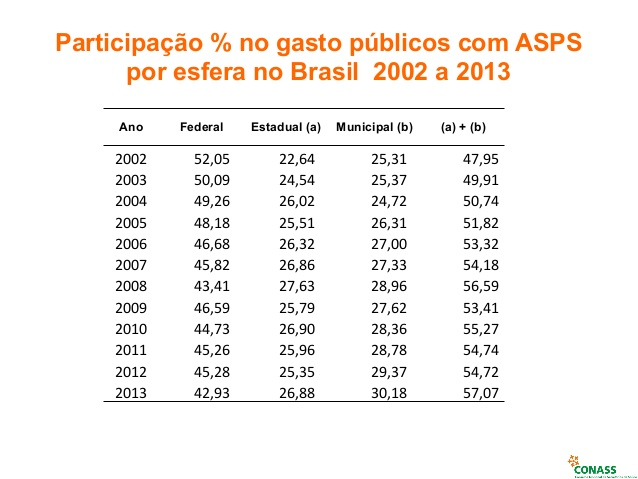 Participação % no gasto públicos com ASPS
por esfera no Brasil 2002 a 2013
Ano Federal Estadual (a) Municipal (b) (a) + (b)
2002 52,05 22,64 25,31 47,95
2003 50,09 24,54 25,37 49,91
2004 49,26 26,02 24,72 50,74
2005 48,18 25,51 26,31 51,82
2006 46,68 26,32 27,00 53,32
2007 45,82 26,86 27,33 54,18
2008 43,41 27,63 28,96 56,59
2009 46,59 25,79 27,62 53,41
2010 44,73 26,90 28,36 55,27
2011 45,26 25,96 28,78 54,74
2012 45,28 25,35 29,37 54,72
2013 42,93 26,88 30,18 57,07
CONASS